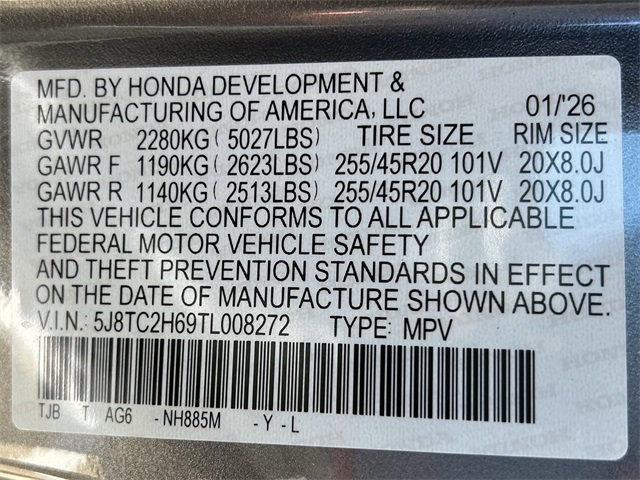 MFD. BY HONDA DEVELOPMENT &
MANUFACTURING OF AMERICA, LLC 01/'26
GVWR 2280KG ( 5027LBS) TIRE SIZE RIM SIZE
GAWR F 1190KG ( 2623LBS) 255/45R20 101V 20X8.0J
GAWR R 1140KG ( 2513LBS) 255/45R20 101V 20X8.0J
THIS VEHICLE CONFORMS TO ALL APPLICABLE
FEDERAL MOTOR VEHICLE SAFETY
AND THEFT PREVENTION STANDARDS IN EFFECT
ON THE DATE OF MANUFACTURE SHOWN ABOVE.
V.I.N.: 5J8TC2H69TL008272 TYPE: MPV
TJB T AG6 -NH885M -Y-L